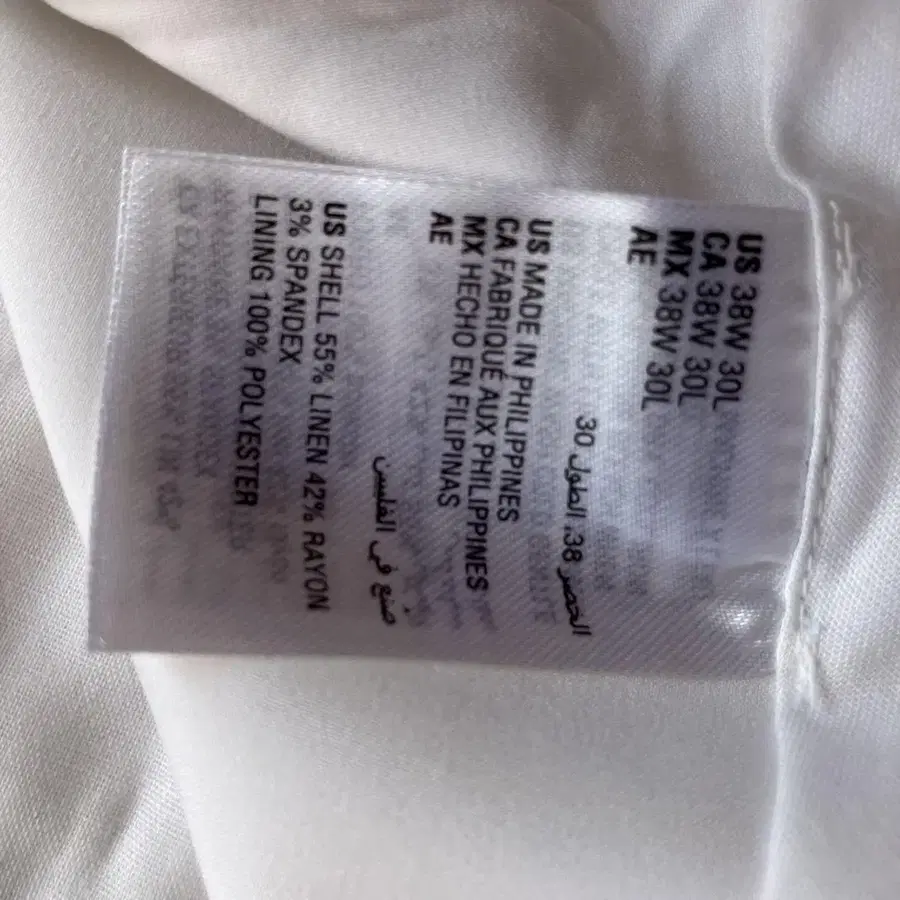 US 38W 30L
CA 38W 30L
MX 38W 30L
AE
الخصر 38، الطول 30
US MADE IN PHILIPPINES
CA FABRIQUÉ AUX PHILIPPINES
MX HECHO EN FILIPINAS
AE
صُنع في الفلبين
US SHELL 55% LINEN 42% RAYON
3% SPANDEX
LINING 100% POLYESTER